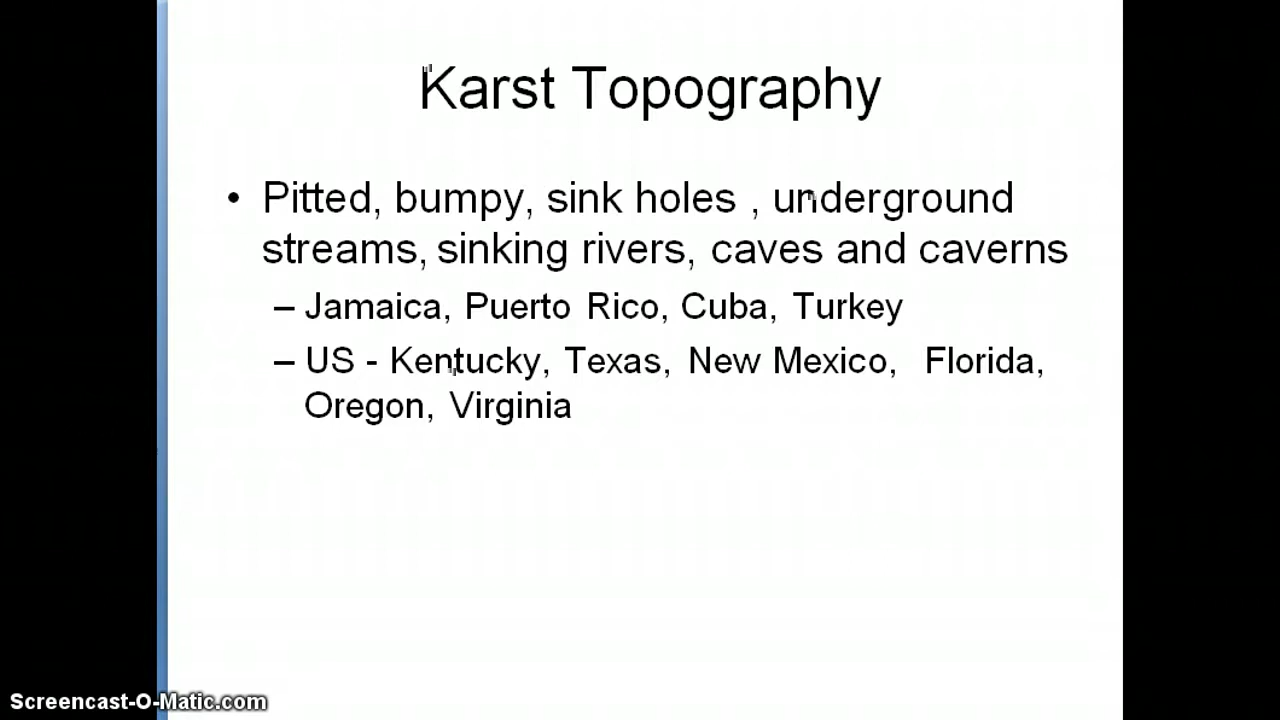 Karst Topography
• Pitted, bumpy, sink holes , underground
streams, sinking rivers, caves and caverns
– Jamaica, Puerto Rico, Cuba, Turkey
– US - Kentucky, Texas, New Mexico, Florida,
Oregon, Virginia
Screencast-O-Matic.com